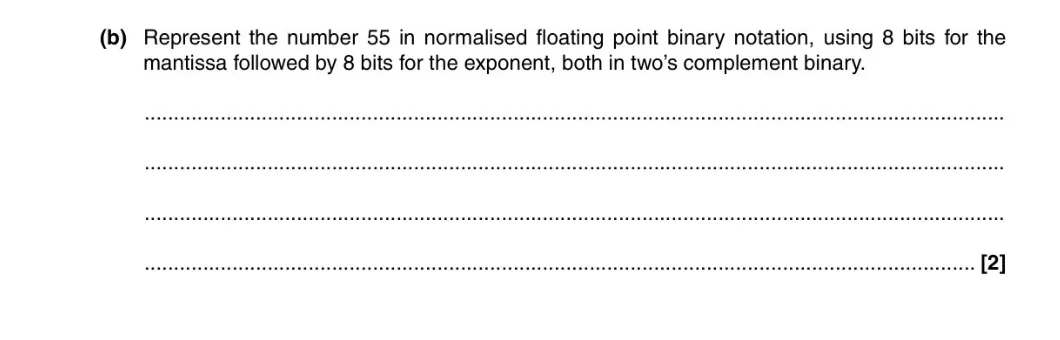 (b) Represent the number 55 in normalised floating point binary notation, using 8 bits for the
mantissa followed by 8 bits for the exponent, both in two's complement binary.
[2]